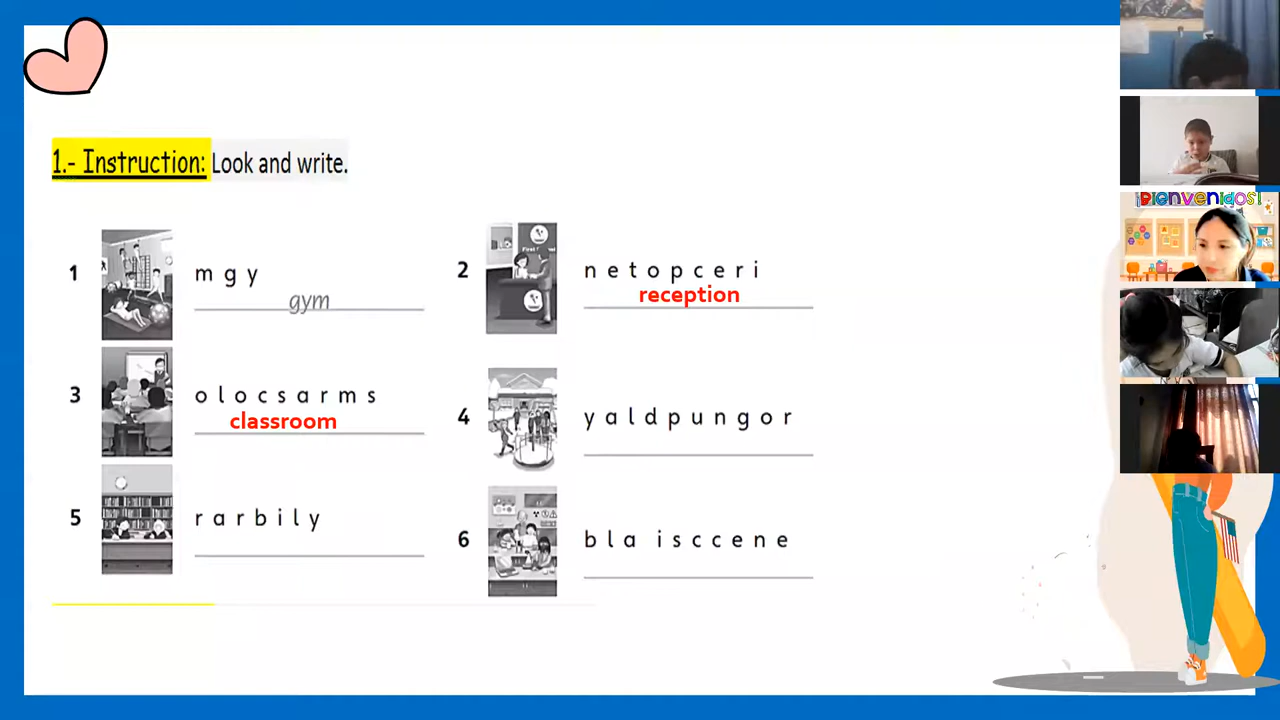 1.- Instruction: Look and write.
1 m g y
gym
2 n e t o p c e r i
reception
3 o l o c s a r m s
classroom
4 y a l d p u n g o r
5 r a r b i l y
6 b l a i s c c e n e
¡Bienvenidos!